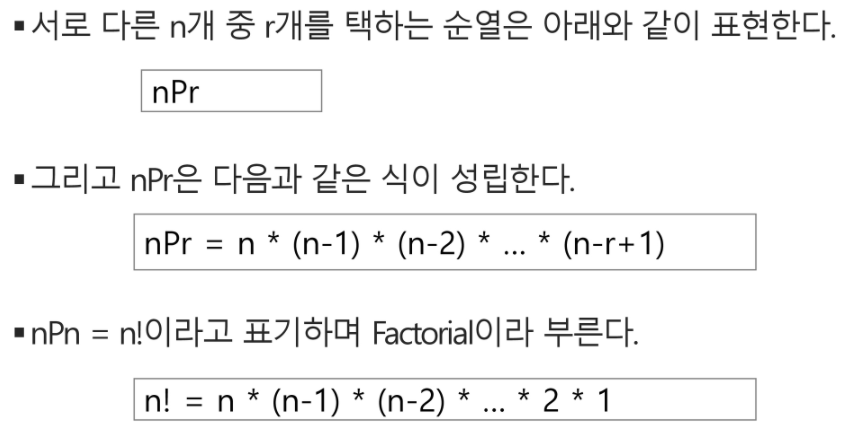 ▪ 서로 다른 n개 중 r개를 택하는 순열은 아래와 같이 표현한다.
nPr
▪ 그리고 nPr은 다음과 같은 식이 성립한다.
nPr = n * (n-1) * (n-2) * ... * (n-r+1)
▪ nPn = n!이라고 표기하며 Factorial이라 부른다.
n! = n * (n-1) * (n-2) * ... * 2 * 1